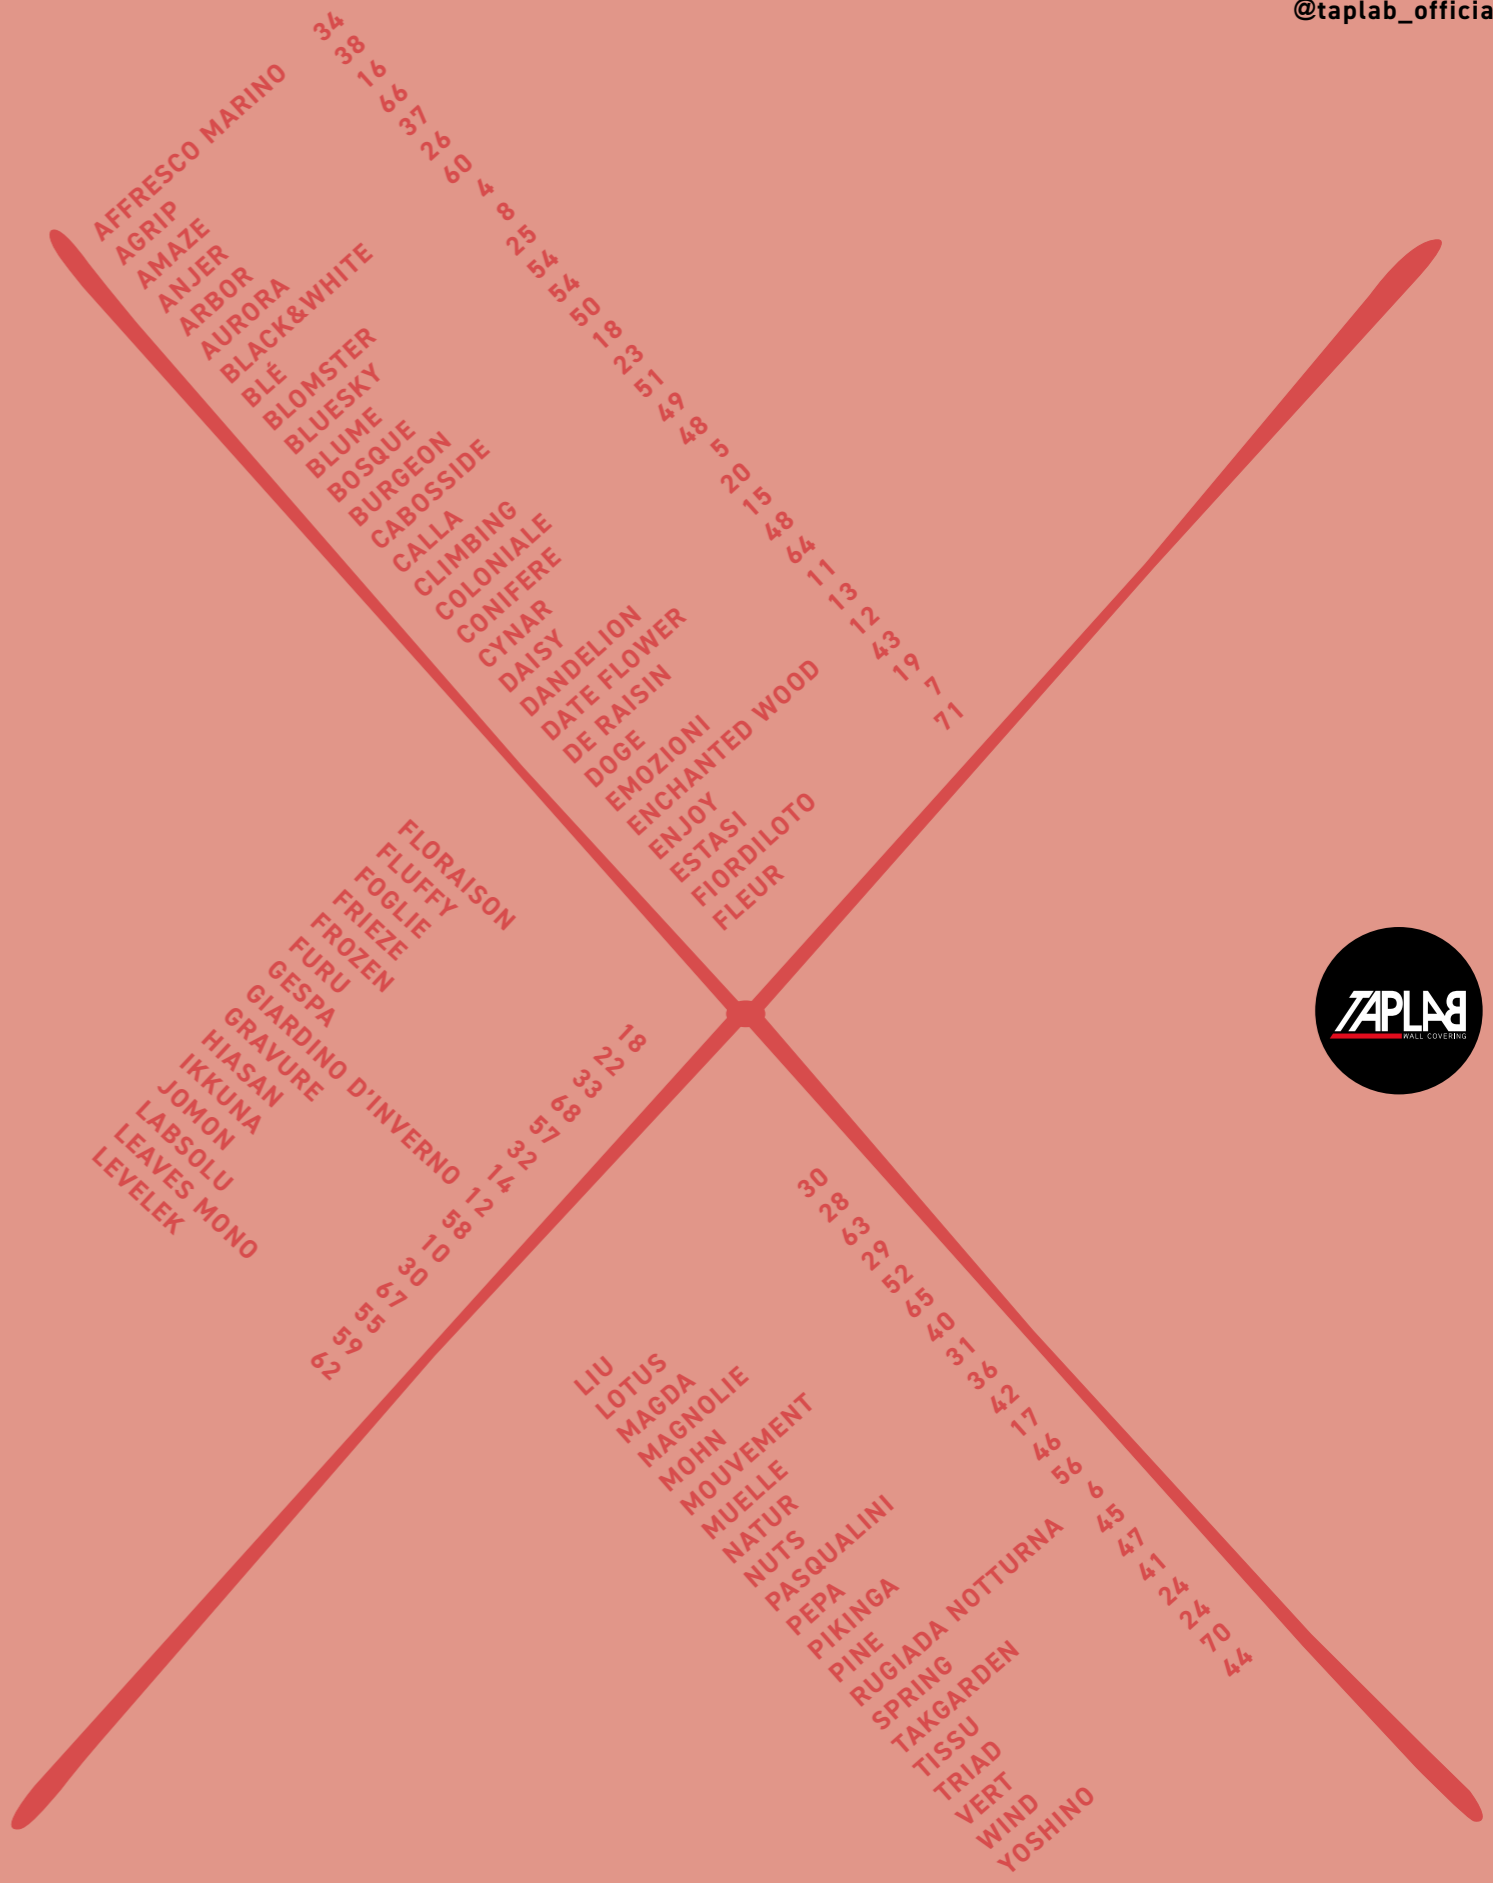 @taplab_officia
AFFRESCO MARINO 34
AGRIP 38
AMAZE 16
ANJER 66
ARBOR 37
AURORA 26
BLACK&WHITE 60
BLÉ 4
BLOMSTER 8
BLUESKY 25
BLUME 54
BOSQUE 54
BURGEON 50
CABOSSIDE 18
CALLA 23
CLIMBING 51
COLONIALE 49
CONIFERE 48
CYNAR 5
DAISY 20
DANDELION 15
DATE FLOWER 48
DE RAISIN 64
DOGE 11
EMOZIONI 13
ENCHANTED WOOD 12
ENJOY 43
ESTASI 19
FIORDILOTO 7
FLEUR 71
FLORAISON 18
FLUFFY 22
FOGLIE 33
FRIEZE 68
FROZEN 57
FURU 32
GESPA 14
GIARDINO D'INVERNO 12
GRAVURE 58
HIASAN 10
IKKUNA 30
JOMON 67
LABSOLU 55
LEAVES MONO 59
LEVELEK 62
TAPLAB
WALL COVERING
LIU 30
LOTUS 28
MAGDA 63
MAGNOLIE 29
MOHN 52
MOUVEMENT 65
MUELLE 40
NATUR 31
NUTS 36
PASQUALINI 42
PEPA 17
PIKINGA 46
PINE 56
RUGIADA NOTTURNA 6
SPRING 45
TAKGARDEN 47
TISSU 41
TRIAD 24
VERT 24
WIND 70
YOSHINO 44